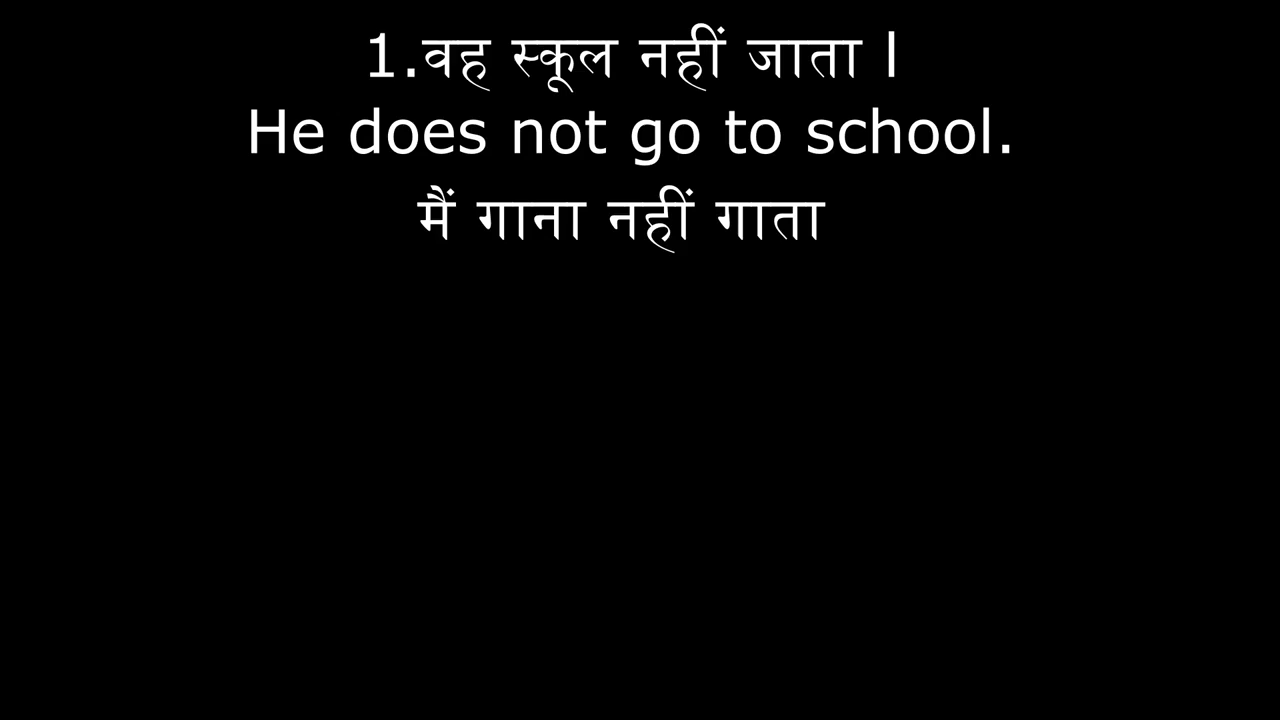 1.वह स्कूल नहीं जाता l
He does not go to school.
मैं गाना नहीं गाता